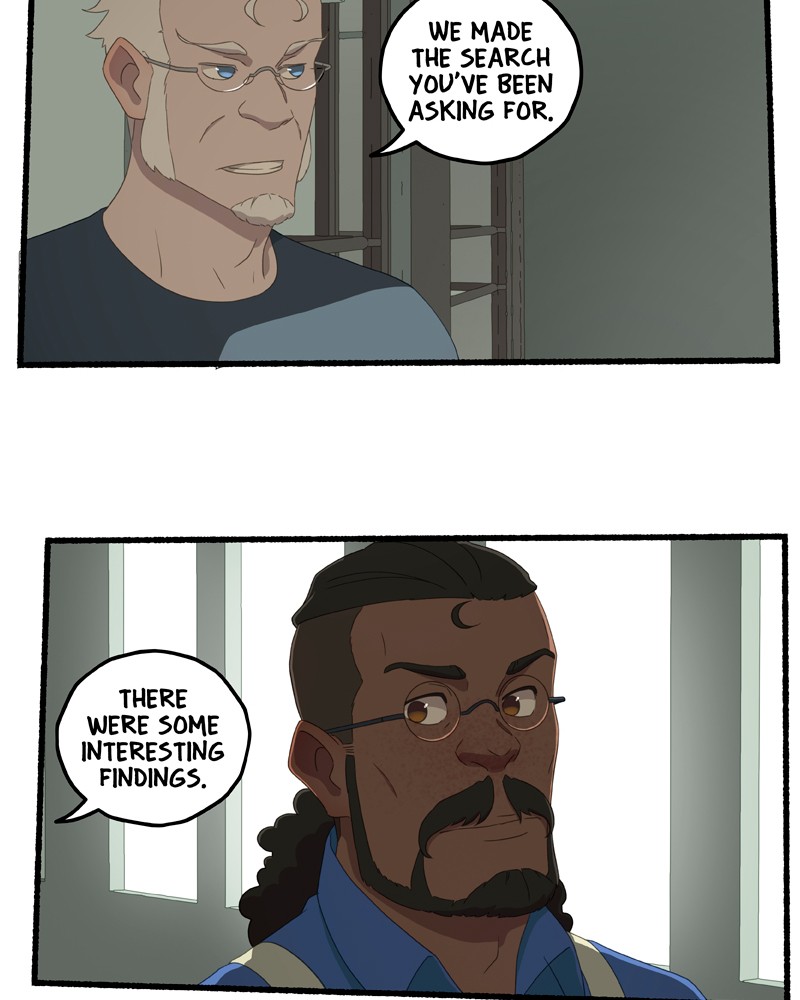 WE MADE
THE SEARCH
YOU'VE BEEN
ASKING FOR.
THERE
WERE SOME
INTERESTING
FINDINGS.